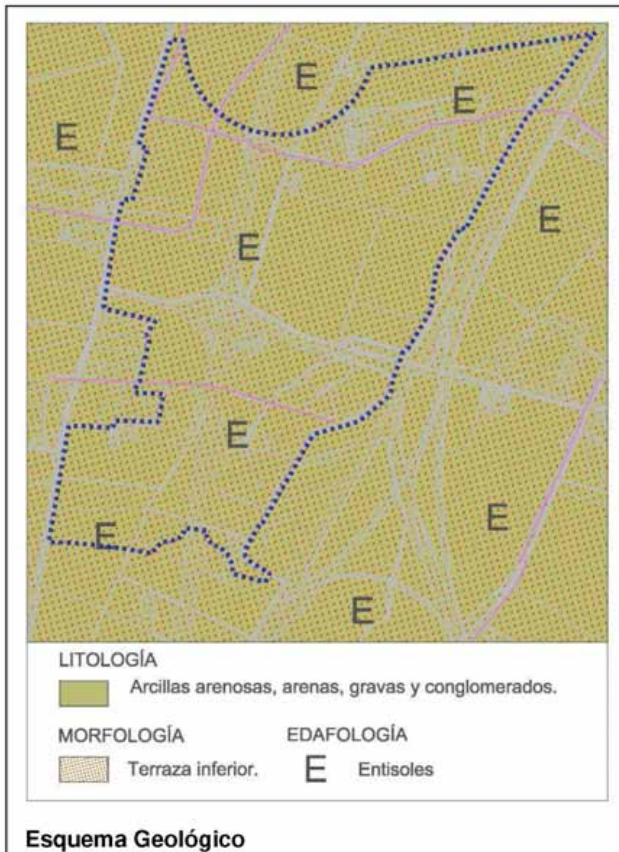 E
E
E
E
E
E
E
E
E
LITOLOGÍA
Arcillas arenosas, arenas, gravas y conglomerados.
MORFOLOGÍA EDAFOLOGÍA
Terraza inferior. E Entisoles
Esquema Geológico